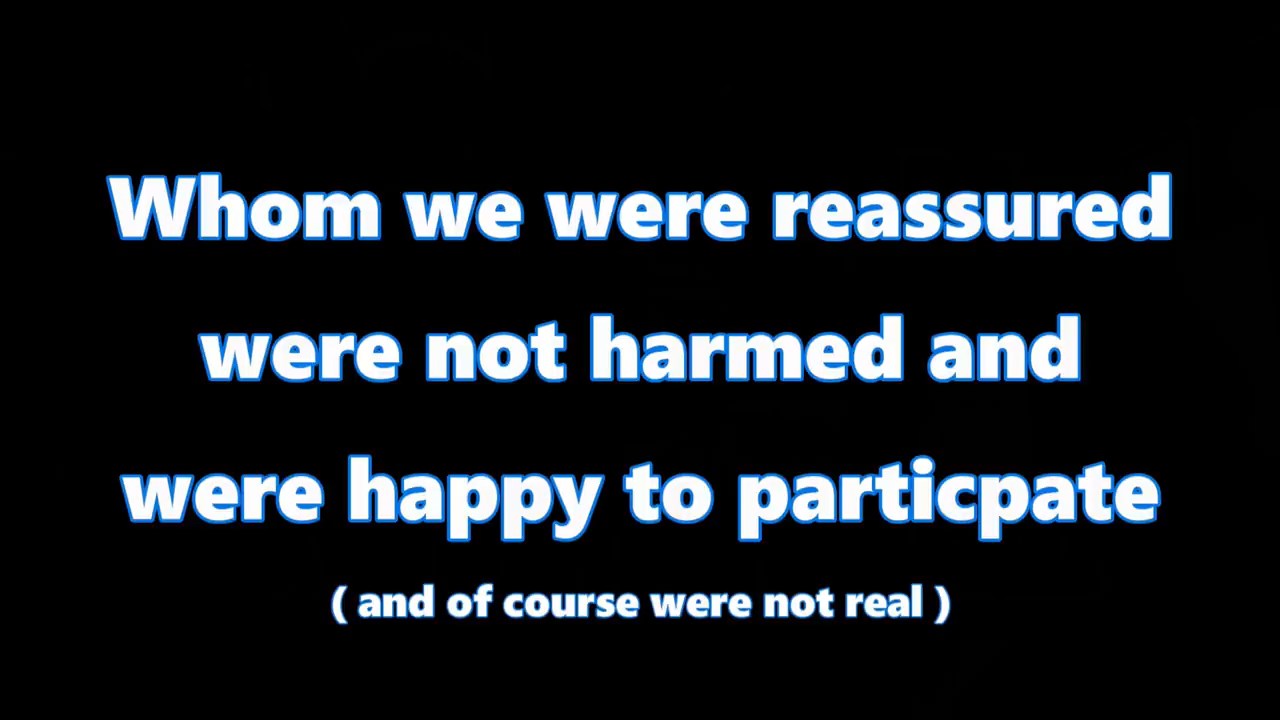 Whom we were reassured
were not harmed and
were happy to particpate
( and of course were not real )